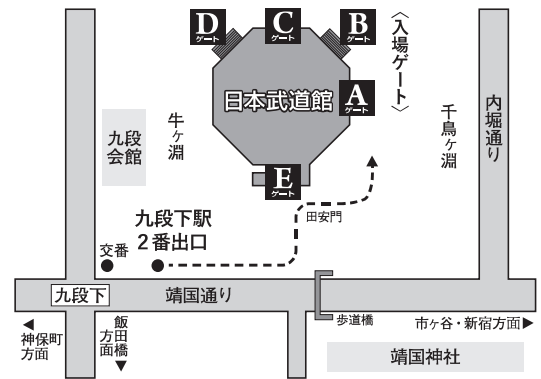 D
ゲート
C
ゲート
B
ゲート
〈入場ゲート〉
日本武道館
A
ゲート
内堀通り
千鳥ヶ淵
牛ヶ淵
九段
会館
E
ゲート
九段下駅
2番出口
田安門
交番
九段下
靖国通り
歩道橋
市ヶ谷・新宿方面▶
◀
神保町
方面
飯田橋
方面
▼
靖国神社